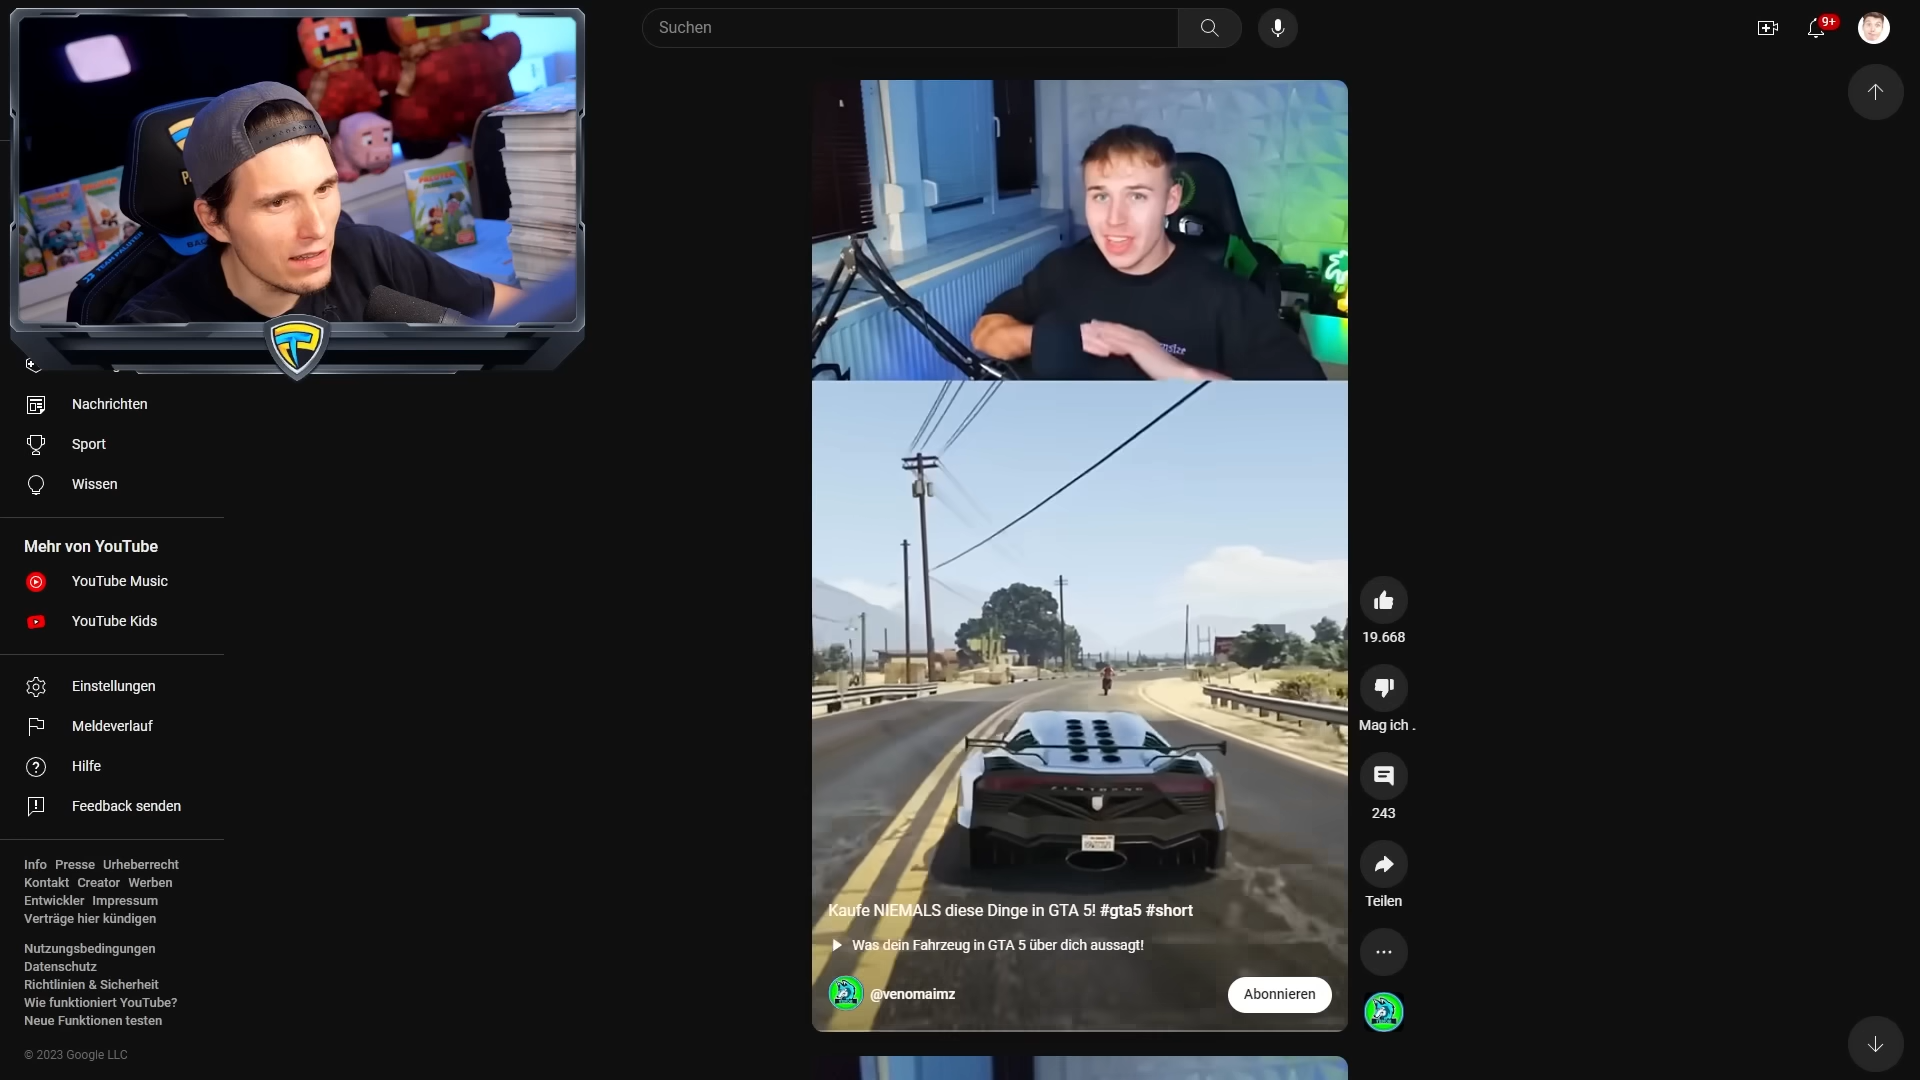 Suchen
9+
Nachrichten
Sport
Wissen
Mehr von YouTube
YouTube Music
YouTube Kids
Einstellungen
Meldeverlauf
Hilfe
Feedback senden
Info Presse Urheberrecht
Kontakt Creator Werben
Entwickler Impressum
Verträge hier kündigen
Nutzungsbedingungen
Datenschutz
Richtlinien & Sicherheit
Wie funktioniert YouTube?
Neue Funktionen testen
© 2023 Google LLC
Kaufe NIEMALS diese Dinge in GTA 5! #gta5 #short
Was dein Fahrzeug in GTA 5 über dich aussagt!
@venomaimz
Abonnieren
19.668
Mag ich .
243
Teilen